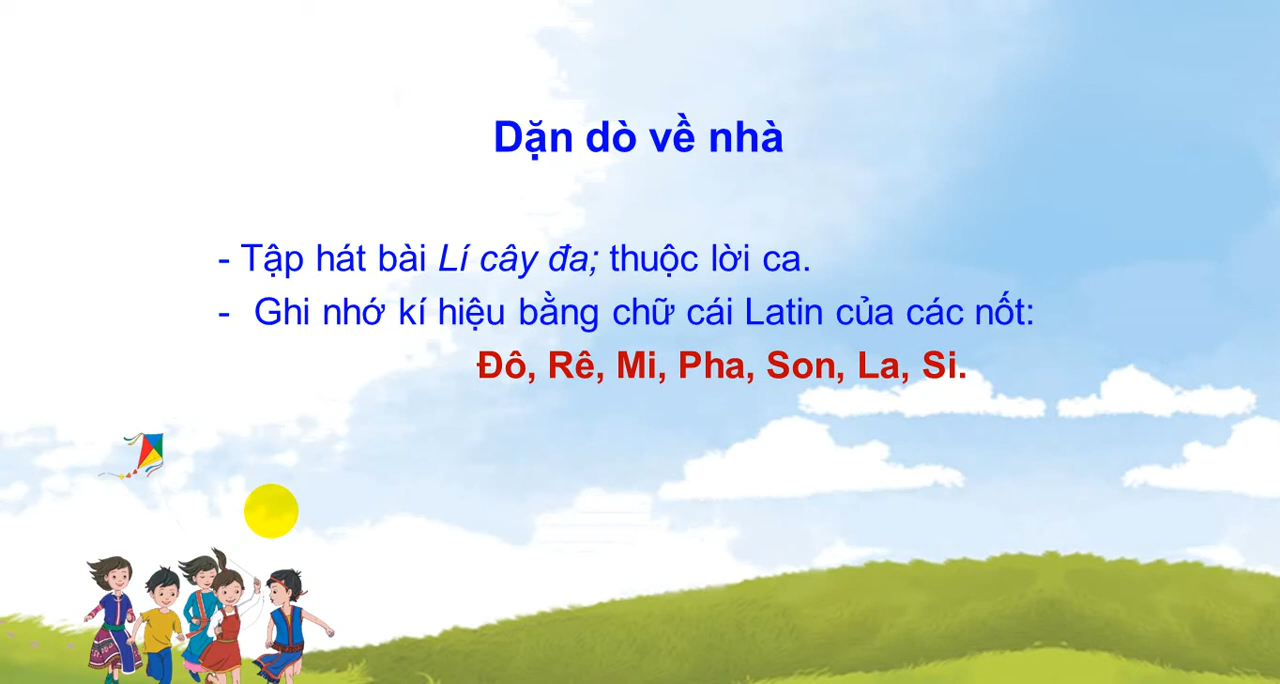 Dặn dò về nhà
- Tập hát bài Lí cây đa; thuộc lời ca.
- Ghi nhớ kí hiệu bằng chữ cái Latin của các nốt:
Đô, Rê, Mi, Pha, Son, La, Si.